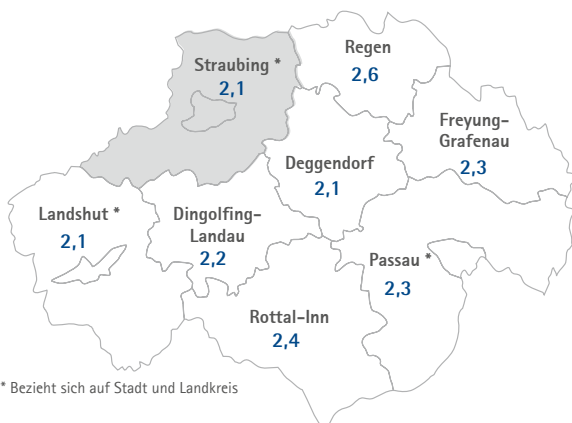 Regen
2,6
Straubing *
2,1
Freyung-
Grafenau
2,3
Deggendorf
2,1
Landshut *
2,1
Dingolfing-
Landau
2,2
Passau *
2,3
Rottal-Inn
2,4
* Bezieht sich auf Stadt und Landkreis